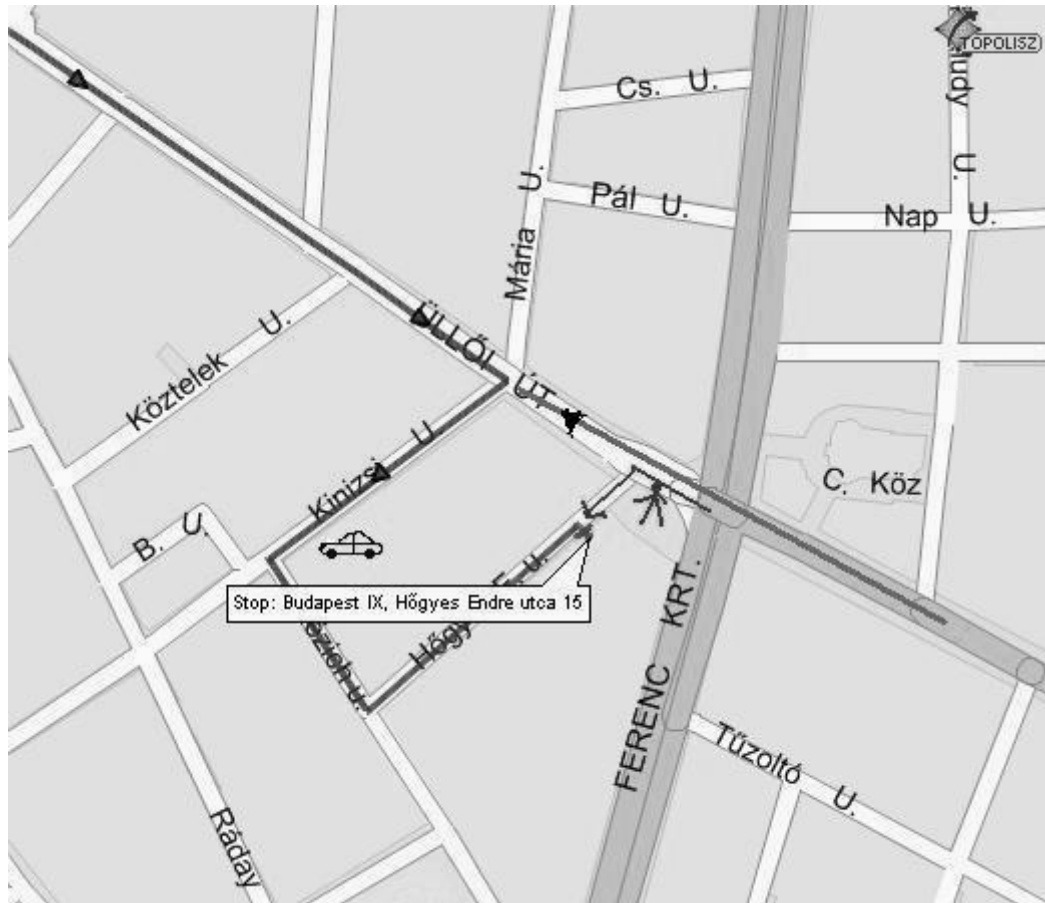 TOPOLISZ
udy
U.
Cs. U.
Mária U.
Pál U.
Nap U.
ÜLLŐI ÚT
Köztelek U.
Kinizsi U.
C. Köz
B. U.
Stop: Budapest IX, Hőgyes Endre utca 15
Hőgy E. u.
u.
FERENC KRT.
Tűzoltó U.
Ráday